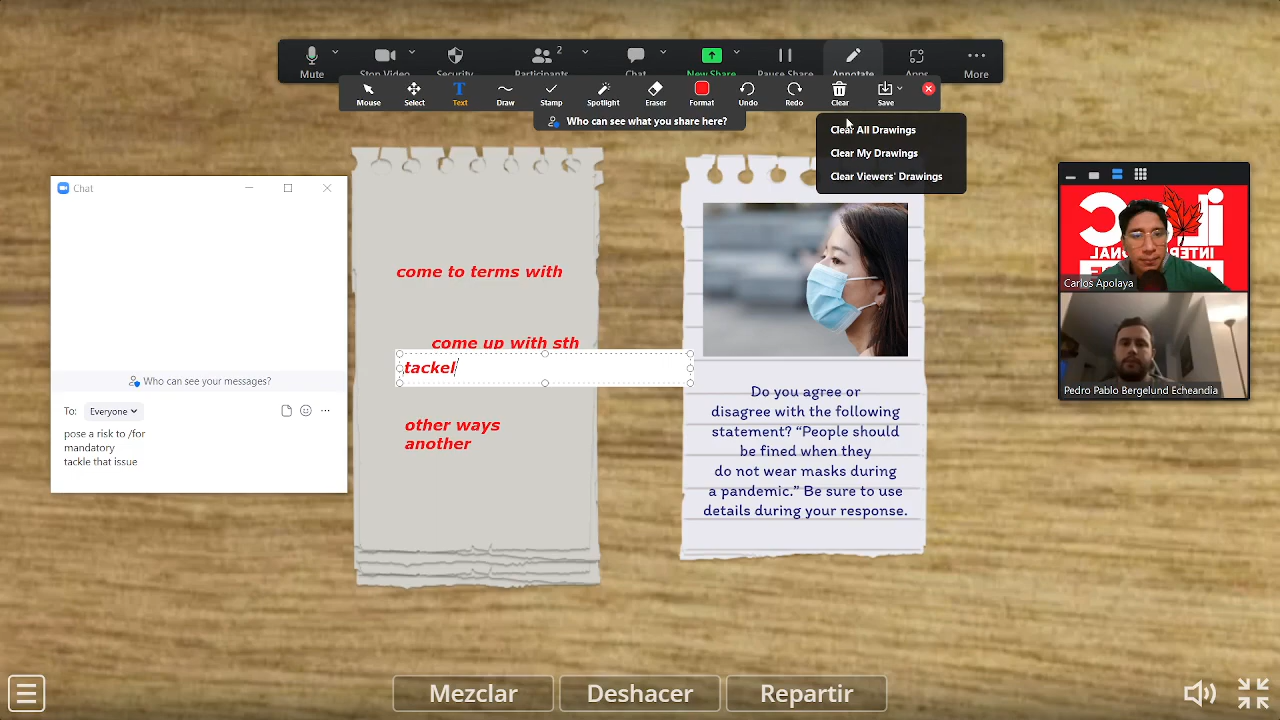 Mute
Stop Video
Security
Participants
2
Chat
New Share
Pause Share
Annotate
Apps
More
Mouse
Select
Text
Draw
Stamp
Spotlight
Eraser
Format
Undo
Redo
Clear
Save
Who can see what you share here?
Clear All Drawings
Clear My Drawings
Clear Viewers' Drawings
Chat
Who can see your messages?
To: Everyone
pose a risk to /for
mandatory
tackle that issue
come to terms with
come up with sth
tackel
other ways
another
Do you agree or
disagree with the following
statement? “People should
be fined when they
do not wear masks during
a pandemic.” Be sure to use
details during your response.
Carlos Apolaya
Pedro Pablo Bergelund Echeandia
Mezclar
Deshacer
Repartir